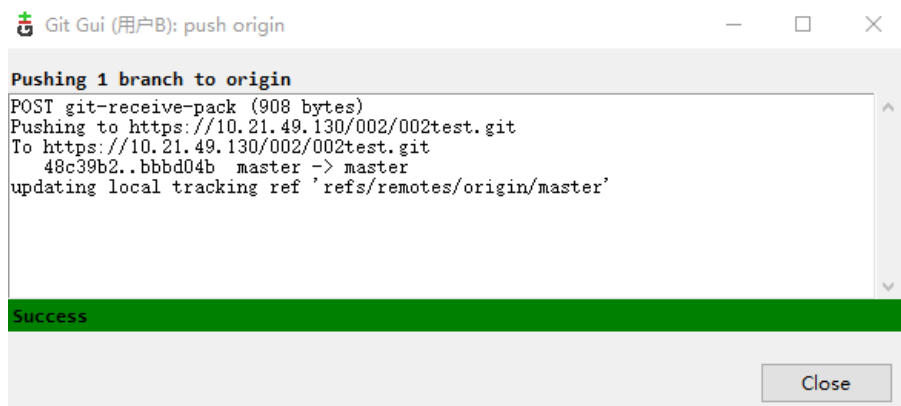 Git Gui (用户B): push origin
Pushing 1 branch to origin
POST git-receive-pack (908 bytes)
Pushing to https://10.21.49.130/002/002test.git
To https://10.21.49.130/002/002test.git
   48c39b2..bbbd04b  master -> master
updating local tracking ref 'refs/remotes/origin/master'
Success
Close